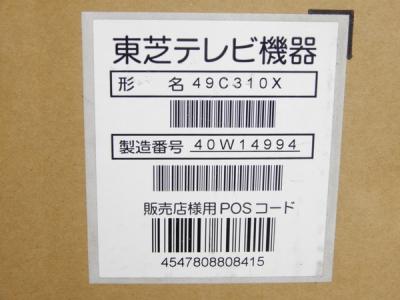 東芝テレビ機器
形 名 49C310X
製造番号 40W14994
販売店様用POSコード
4547808808415